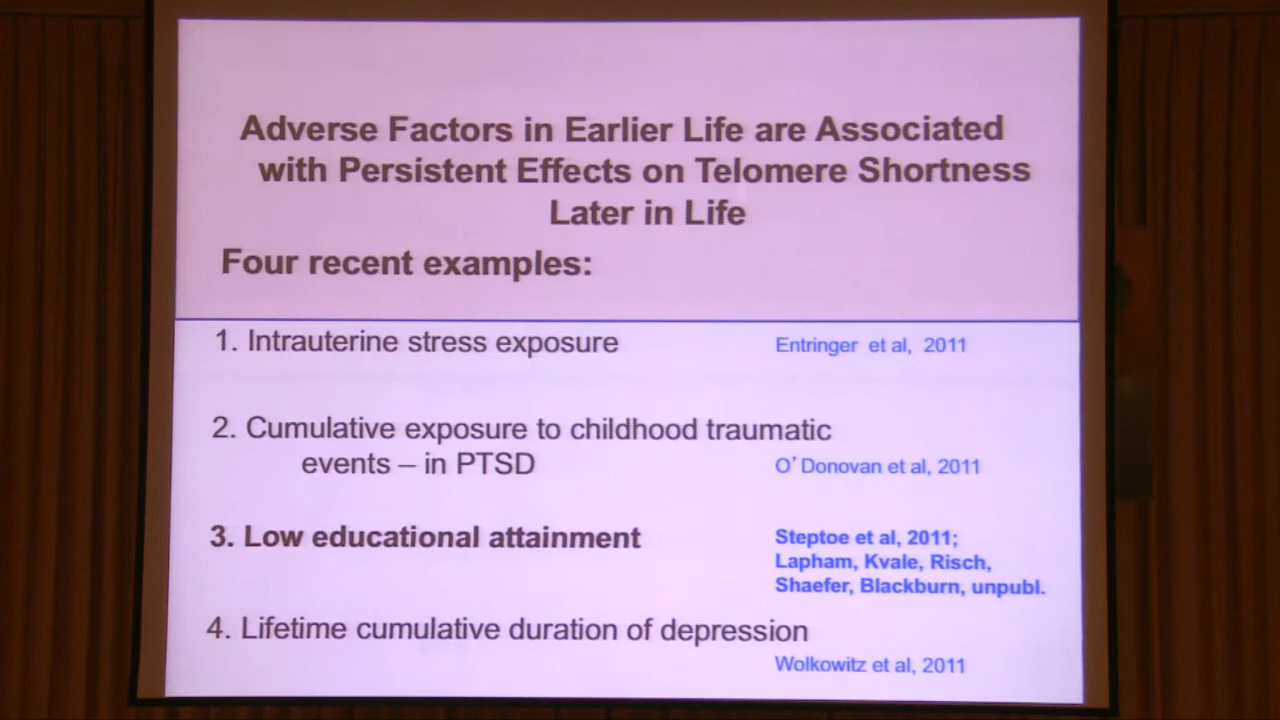 Adverse Factors in Earlier Life are Associated
with Persistent Effects on Telomere Shortness
Later in Life
Four recent examples:
1. Intrauterine stress exposure Entringer et al, 2011
2. Cumulative exposure to childhood traumatic
events – in PTSD O' Donovan et al, 2011
3. Low educational attainment Steptoe et al, 2011;
Lapham, Kvale, Risch,
Shaefer, Blackburn, unpubl.
4. Lifetime cumulative duration of depression
Wolkowitz et al, 2011